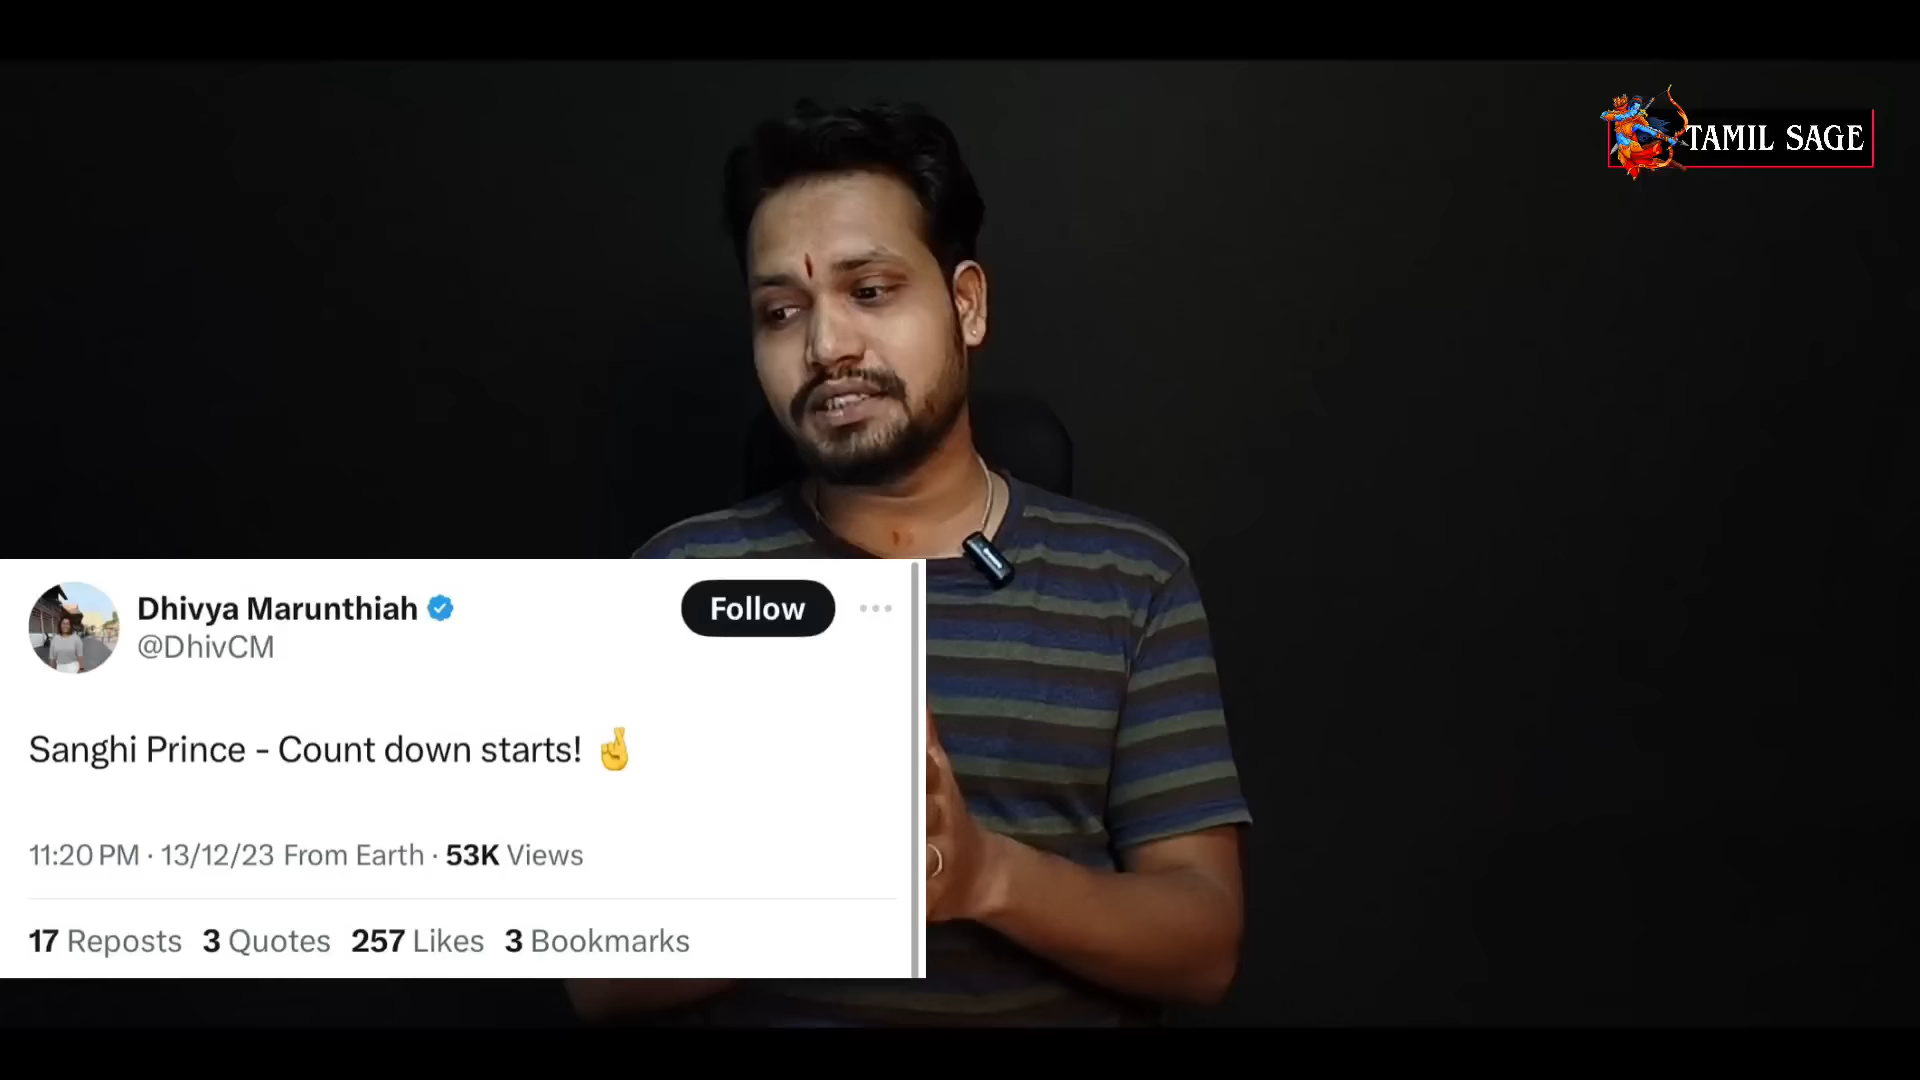 TAMIL SAGE
Dhivya Marunthiah
Follow
@DhivCM
Sanghi Prince - Count down starts! 🤞
11:20 PM · 13/12/23 From Earth · 53K Views
17 Reposts 3 Quotes 257 Likes 3 Bookmarks